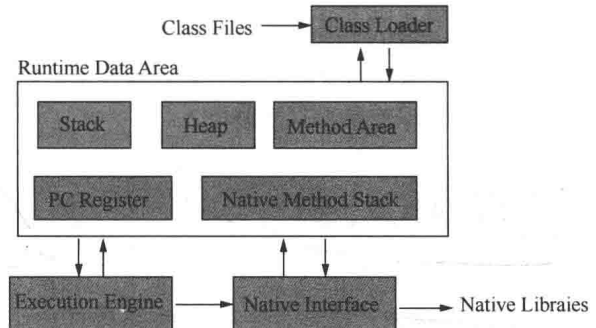 Class Files
Class Loader
Runtime Data Area
Stack
Heap
Method Area
PC Register
Native Method Stack
Execution Engine
Native Interface
Native Libraies